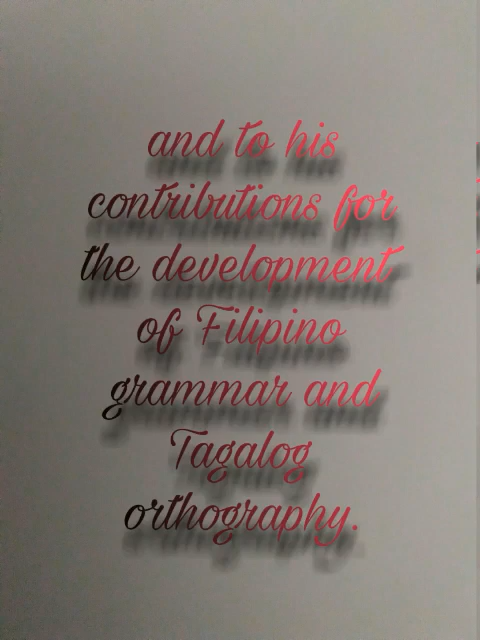 and to his
contributions for
the development
of Filipino
grammar and
Tagalog
orthography.